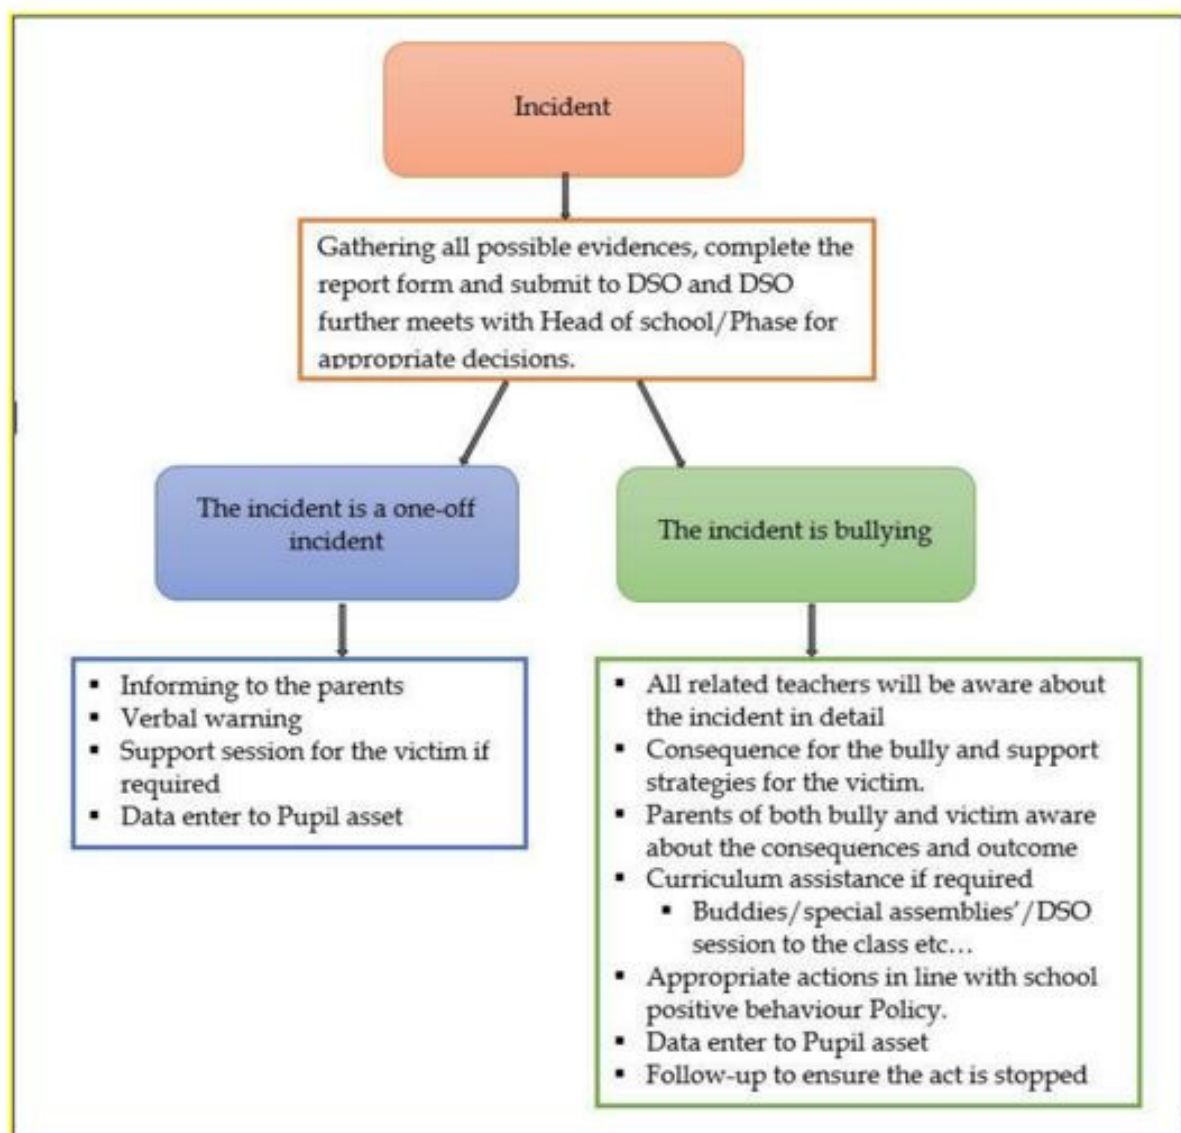 Incident
Gathering all possible evidences, complete the
report form and submit to DSO and DSO
further meets with Head of school/Phase for
appropriate decisions.
The incident is a one-off
incident
The incident is bullying
▪ Informing to the parents
▪ Verbal warning
▪ Support session for the victim if
required
▪ Data enter to Pupil asset
▪ All related teachers will be aware about
the incident in detail
▪ Consequence for the bully and support
strategies for the victim.
▪ Parents of both bully and victim aware
about the consequences and outcome
▪ Curriculum assistance if required
▪ Buddies/special assemblies'/DSO
session to the class etc…
▪ Appropriate actions in line with school
positive behaviour Policy.
▪ Data enter to Pupil asset
▪ Follow-up to ensure the act is stopped